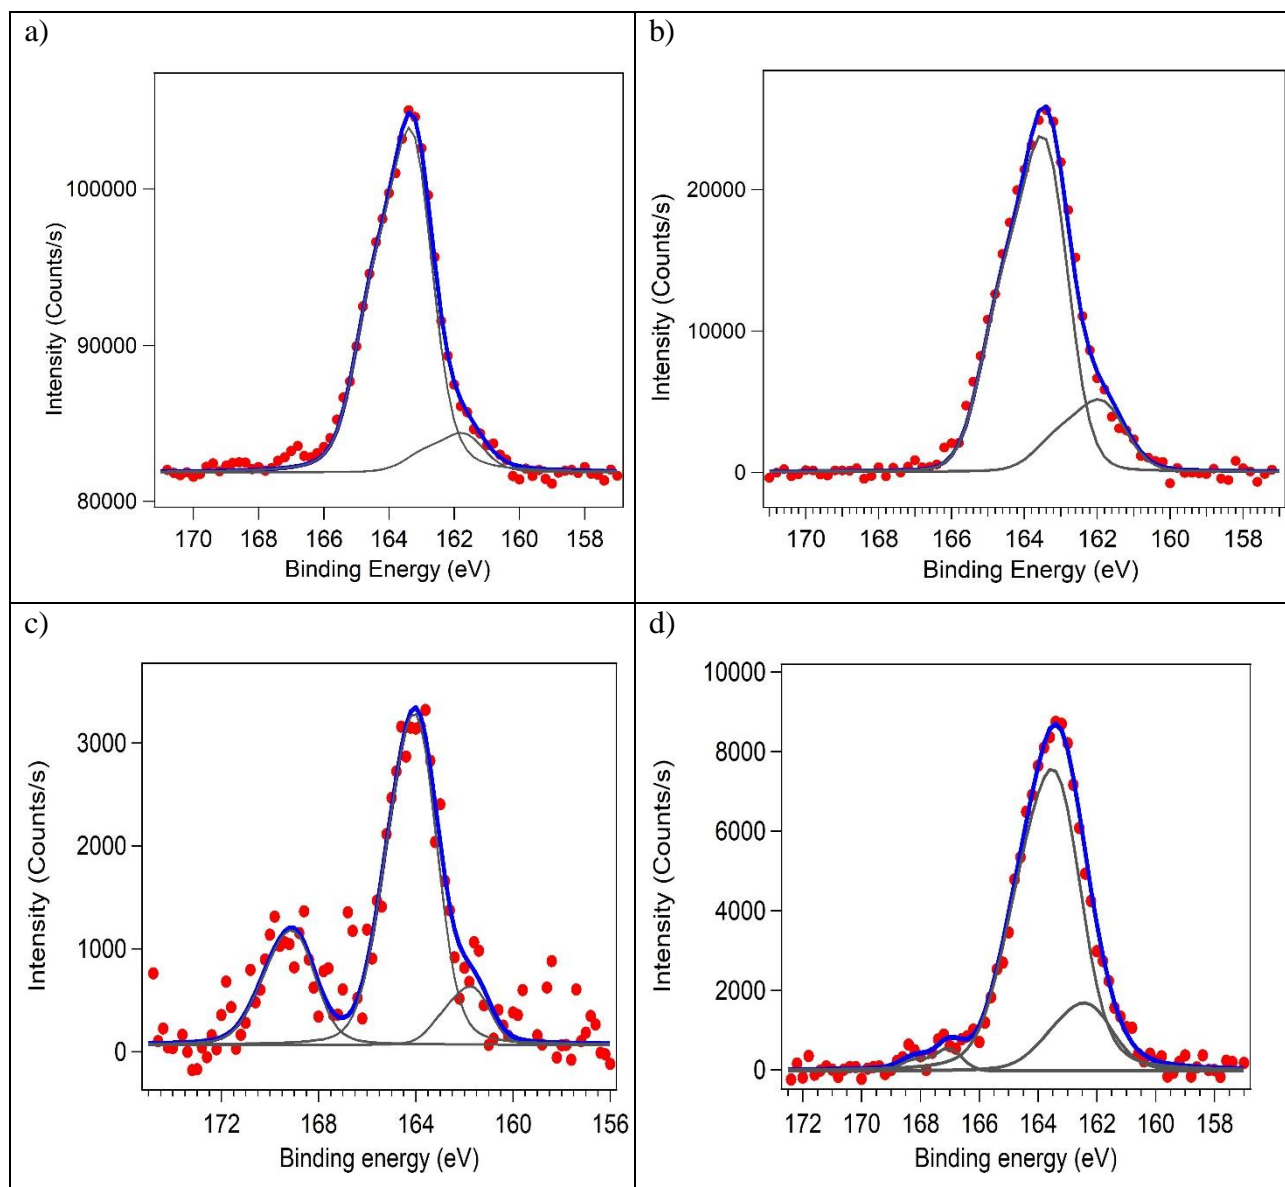 a)
Intensity (Counts/s)
100000
90000
80000
170 168 166 164 162 160 158
Binding Energy (eV)
b)
Intensity (Counts/s)
20000
10000
0
170 168 166 164 162 160 158
Binding Energy (eV)
c)
Intensity (Counts/s)
3000
2000
1000
0
172 168 164 160 156
Binding energy (eV)
d)
Intensity (Counts/s)
10000
8000
6000
4000
2000
0
172 170 168 166 164 162 160 158
Binding energy (eV)